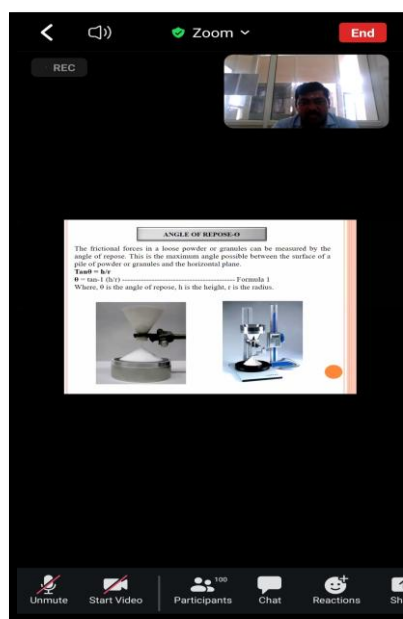 Zoom
End
REC
ANGLE OF REPOSE-O
The frictional forces in a loose powder or granules can be measured by the
angle of repose. This is the maximum angle possible between the surface of a
pile of powder or granules and the horizontal plane.
Tanθ = h/r
θ = tan-1 (h/r) ---------------------------------------- Formula 1
Where, θ is the angle of repose, h is the height, r is the radius.
100
Unmute Start Video Participants Chat Reactions Sh